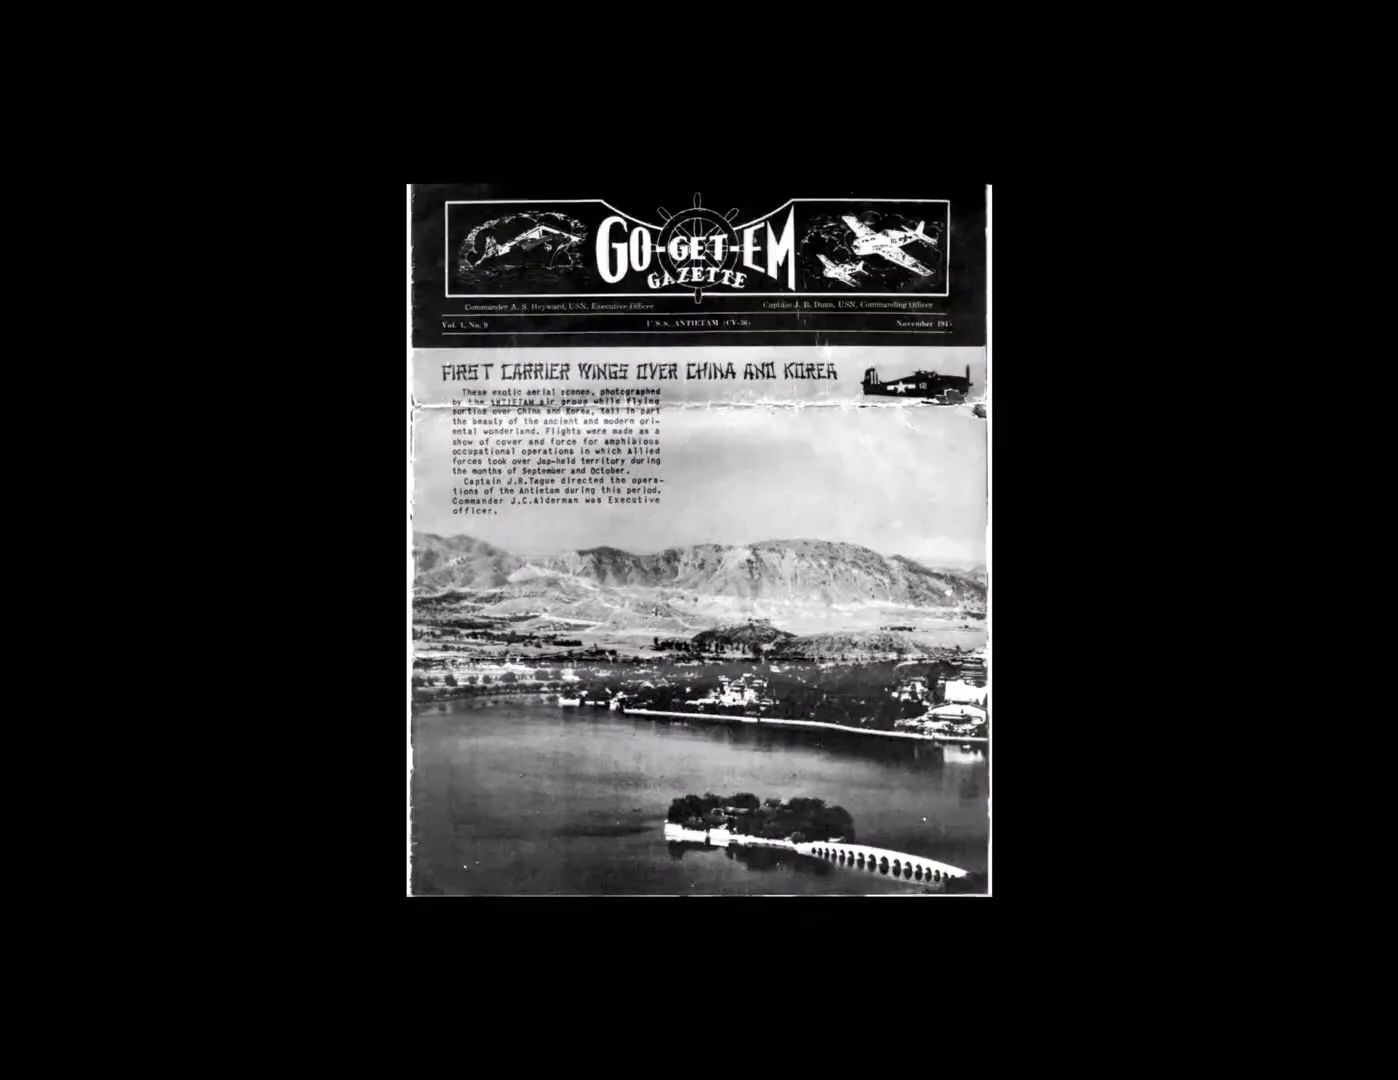 GO-GET-EM
GAZETTE
Commander A. S. Heyward, USN, Executive Officer
Captain J. B. Dunn, USN, Commanding Officer
Vol. 1, No. 9
U.S.S. ANTIETAM (CV-36)
November 1945
FIRST CARRIER WINGS OVER CHINA AND KOREA
These exotic aerial scenes, photographed
by the ANTIETAM air group while flying
sorties over China and Korea, tell in part
the beauty of the ancient and modern ori-
ental wonderland. Flights were made as a
show of cover and force for amphibious
occupational operations in which Allied
forces took over Jap-held territory during
the months of September and October.
Captain J.R.Tague directed the opera-
tions of the Antietam during this period.
Commander J.C.Alderman was Executive
officer.
12